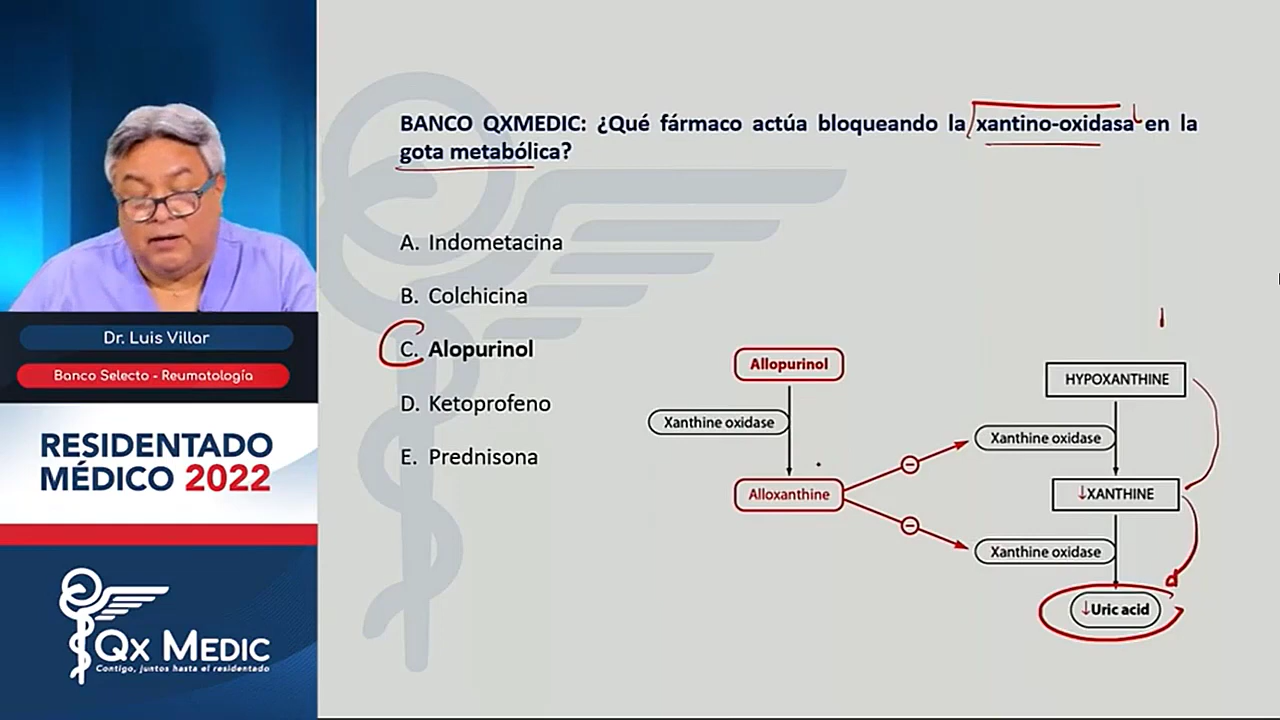 BANCO QXMEDIC: ¿Qué fármaco actúa bloqueando la xantino-oxidasa en la
gota metabólica?
A. Indometacina
B. Colchicina
C. Alopurinol
D. Ketoprofeno
E. Prednisona
Allopurinol
Xanthine oxidase
Alloxanthine
HYPOXANTHINE
Xanthine oxidase
↓XANTHINE
Xanthine oxidase
↓Uric acid
Dr. Luis Villar
Banco Selecto - Reumatología
RESIDENTADO
MÉDICO 2022
QX MEDIC
Contigo, juntos hasta el residentado